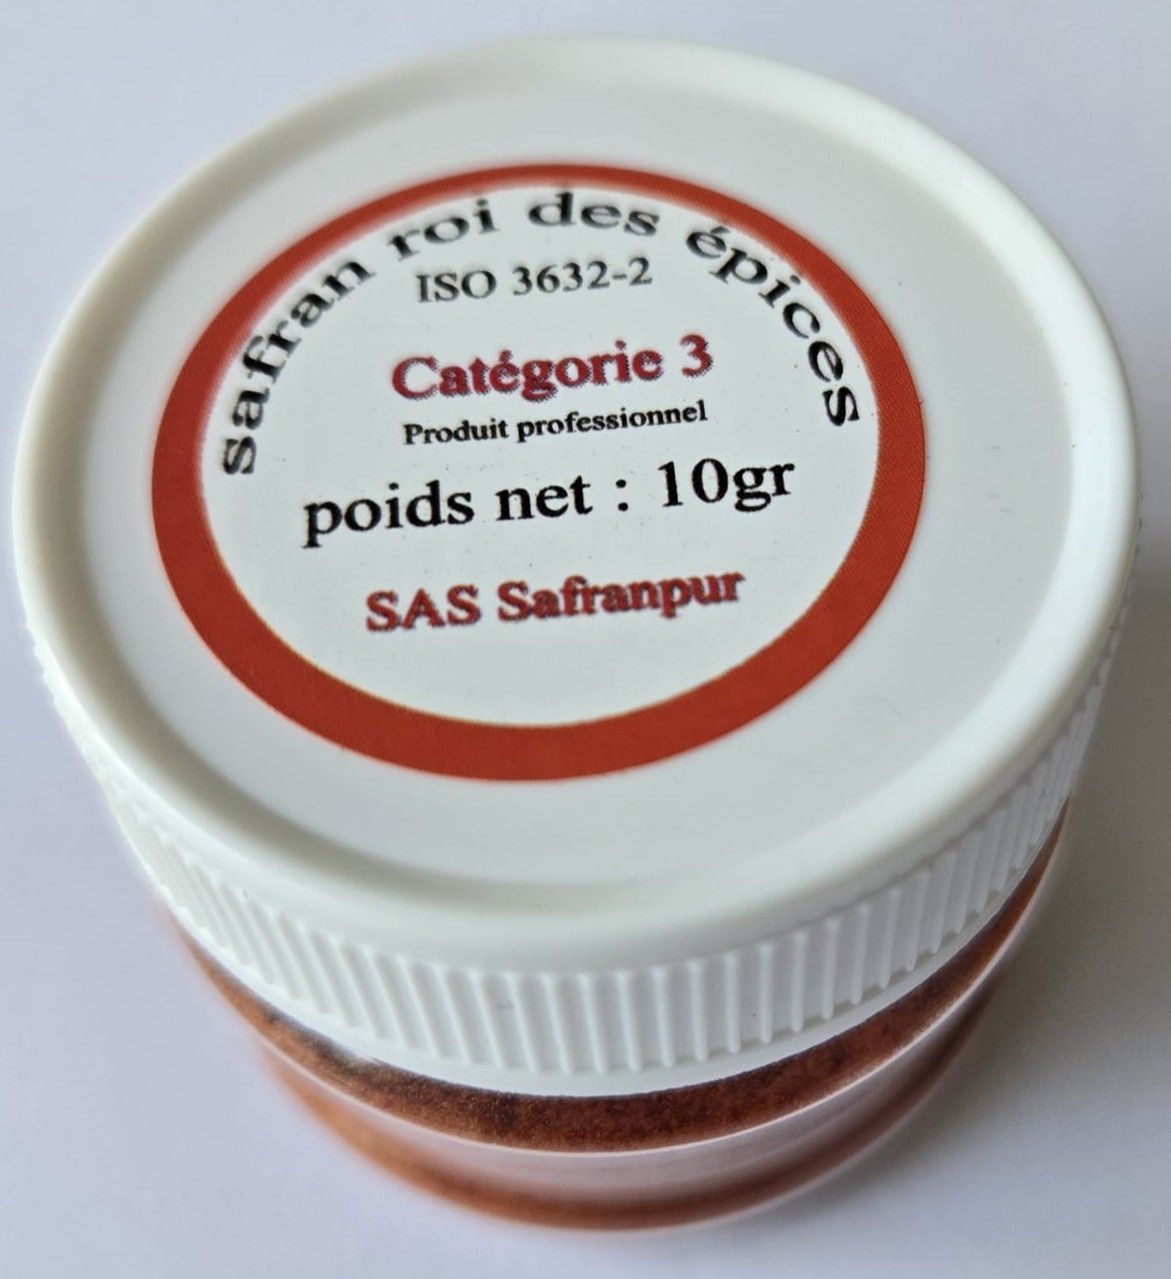 safran roi des épices
ISO 3632-2
Catégorie 3
Produit professionnel
poids net : 10gr
SAS Safranpur